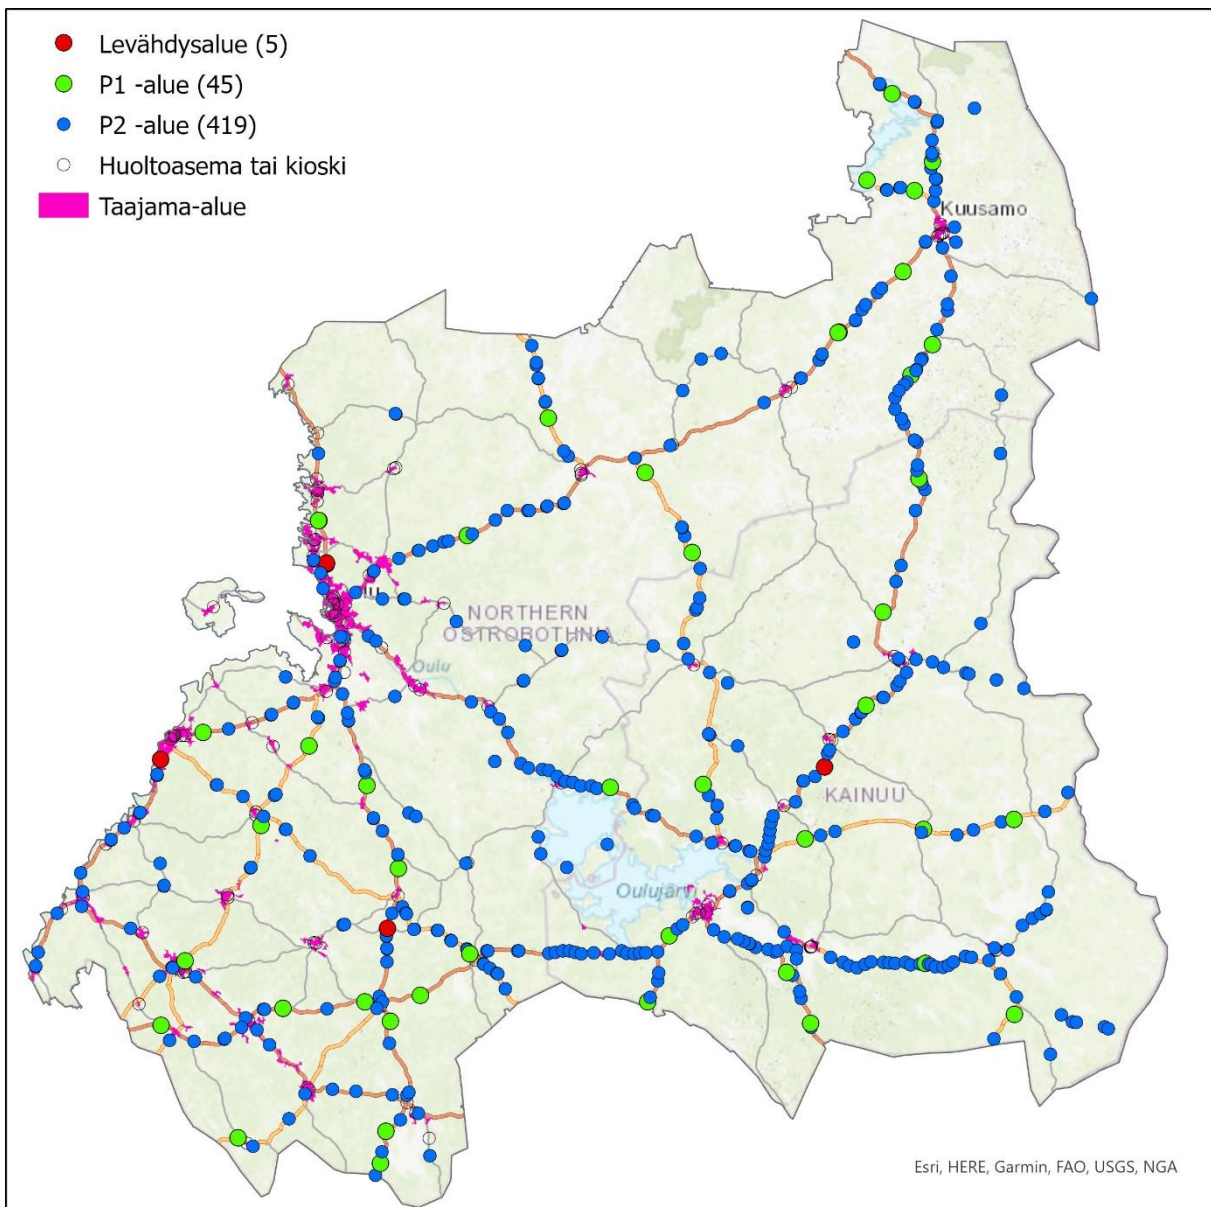 Levähdysalue (5)
P1 -alue (45)
P2 -alue (419)
Huoltoasema tai kioski
Taajama-alue
Kuusamo
NORTHERN
OSTROBOTHNIA
Oulu
KAINUU
Oulujärvi
Esri, HERE, Garmin, FAO, USGS, NGA